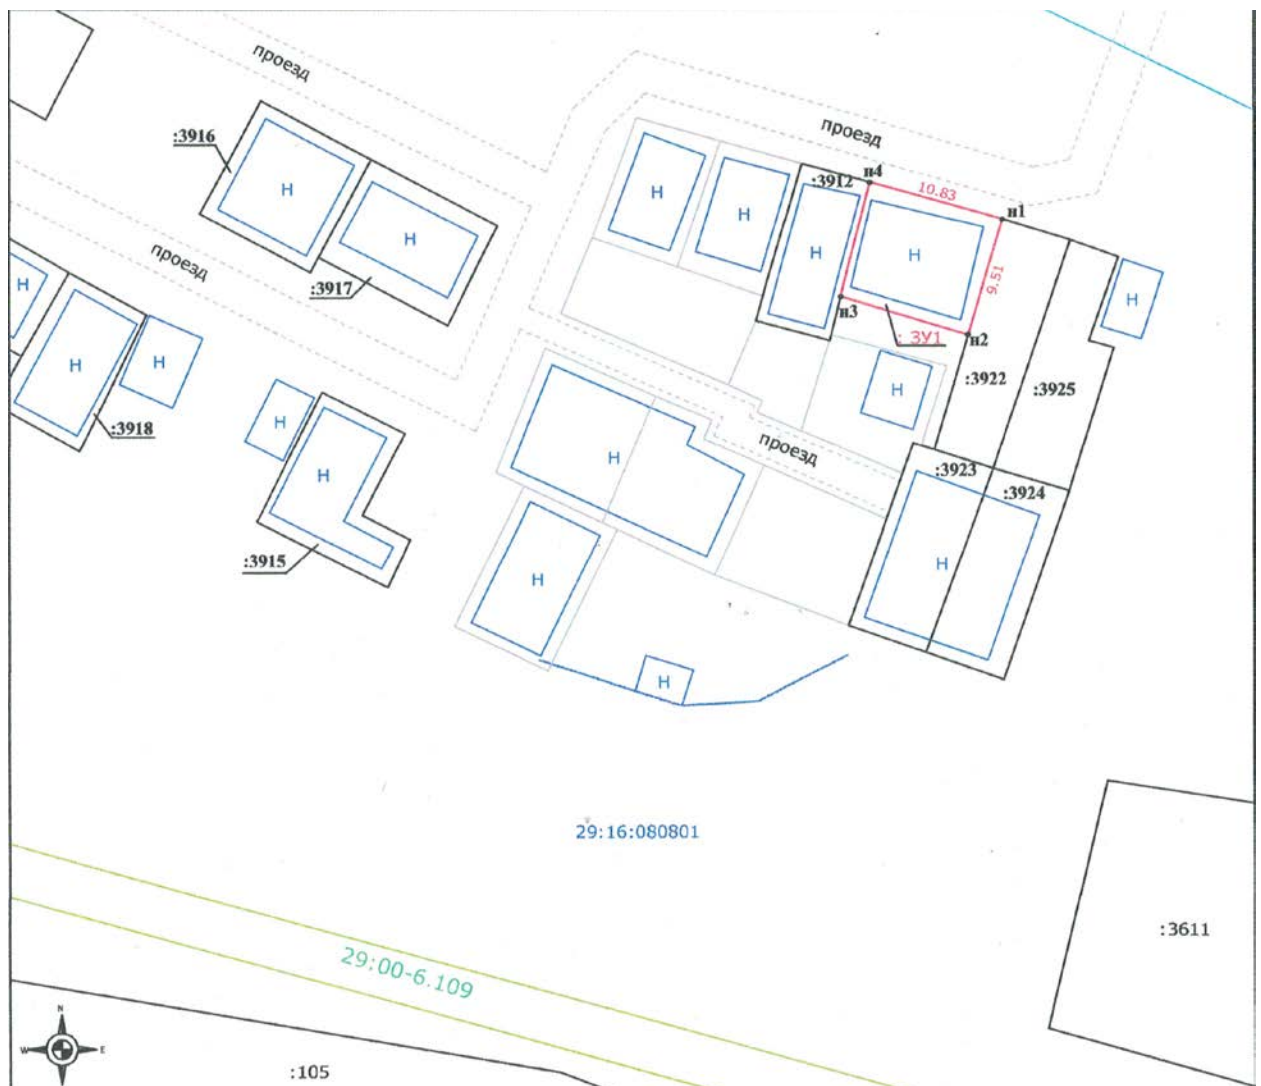 проезд
проезд
:3916
н4
:3912
10.83
Н
Н
Н
н1
Н
Н
Н
Н
проезд
9.51
Н
:3917
н3
Н
Н
: ЗУ1
н2
Н
Н
:3922
Н
:3925
Н
:3918
проезд
Н
:3923
Н
:3924
:3915
Н
Н
Н
29:16:080801
:3611
29:00-6.109
N
W
E
:105